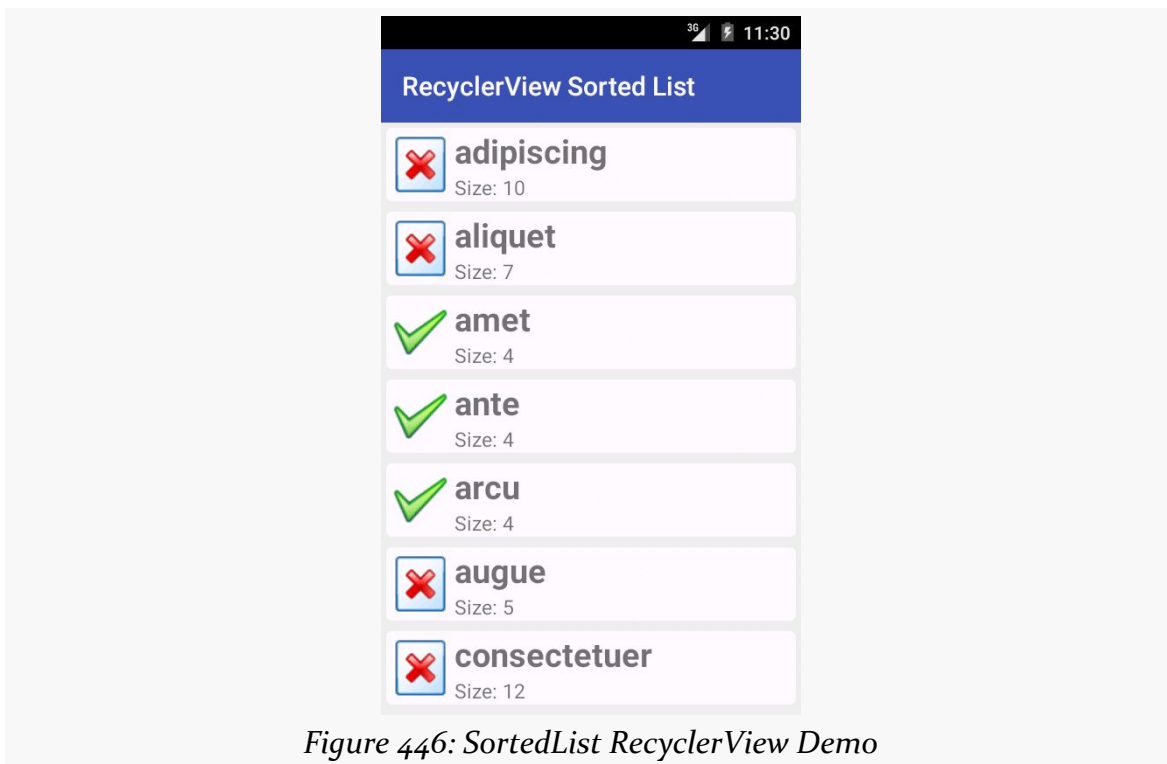 3G 11:30
RecyclerView Sorted List
adipiscing
Size: 10
aliquet
Size: 7
amet
Size: 4
ante
Size: 4
arcu
Size: 4
augue
Size: 5
consectetuer
Size: 12
Figure 446: SortedList RecyclerView Demo